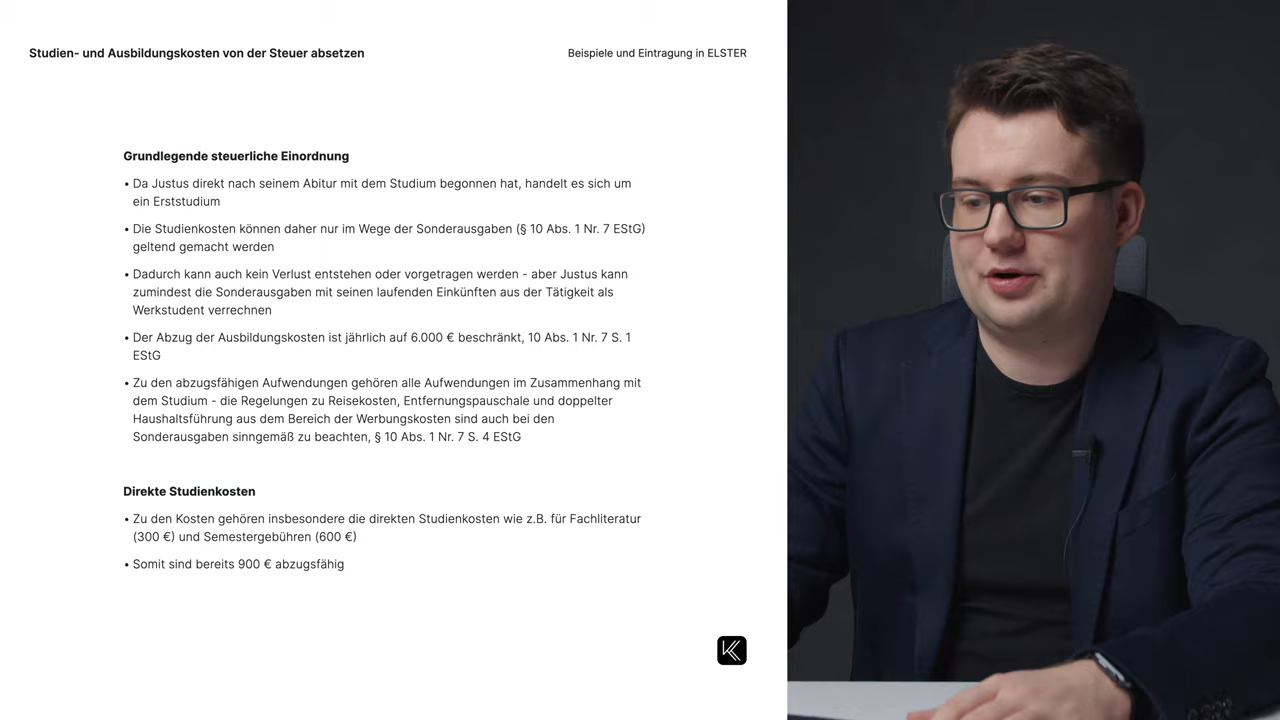 Studien- und Ausbildungskosten von der Steuer absetzen
Beispiele und Eintragung in ELSTER
Grundlegende steuerliche Einordnung
• Da Justus direkt nach seinem Abitur mit dem Studium begonnen hat, handelt es sich um
ein Erststudium
• Die Studienkosten können daher nur im Wege der Sonderausgaben (§ 10 Abs. 1 Nr. 7 EStG)
geltend gemacht werden
• Dadurch kann auch kein Verlust entstehen oder vorgetragen werden - aber Justus kann
zumindest die Sonderausgaben mit seinen laufenden Einkünften aus der Tätigkeit als
Werkstudent verrechnen
• Der Abzug der Ausbildungskosten ist jährlich auf 6.000 € beschränkt, 10 Abs. 1 Nr. 7 S. 1
EStG
• Zu den abzugsfähigen Aufwendungen gehören alle Aufwendungen im Zusammenhang mit
dem Studium - die Regelungen zu Reisekosten, Entfernungspauschale und doppelter
Haushaltsführung aus dem Bereich der Werbungskosten sind auch bei den
Sonderausgaben sinngemäß zu beachten, § 10 Abs. 1 Nr. 7 S. 4 EStG
Direkte Studienkosten
• Zu den Kosten gehören insbesondere die direkten Studienkosten wie z.B. für Fachliteratur
(300 €) und Semestergebühren (600 €)
• Somit sind bereits 900 € abzugsfähig